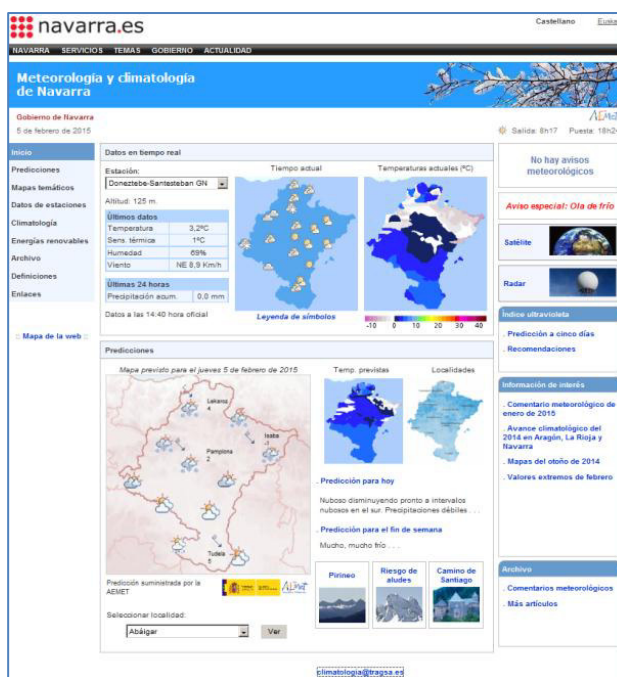 navarra.es
Castellano
NAVARRA SERVICIOS TEMAS GOBIERNO ACTUALIDAD
Meteorología y climatología
de Navarra
Gobierno de Navarra
5 de febrero de 2015
Salida: 8h17 Puesta:
Inicio
Predicciones
Mapas temáticos
Datos de estaciones
Climatología
Energías renovables
Archivo
Definiciones
Enlaces
:: Mapa de la web ::
Datos en tiempo real
Estación:
Doneztebe-Santesteban GN
Altitud: 125 m.
Últimos datos
Temperatura 3,2ºC
Sens. térmica 1ºC
Humedad 69%
Viento NE 8,9 Km/h
Últimas 24 horas
Precipitación acum. 0,0 mm
Datos a las 14:40 hora oficial
Tiempo actual
Leyenda de símbolos
Temperaturas actuales (ºC)
-10 0 10 20 30 40
No hay avisos
meteorológicos
Aviso especial: Ola de frío
Satélite
Radar
Índice ultravioleta
. Predicción a cinco días
. Recomendaciones
Información de interés
. Comentario meteorológico de
enero de 2015
. Avance climatológico del
2014 en Aragón, La Rioja y
Navarra
. Mapas del otoño de 2014
. Valores extremos de febrero
Archivo
. Comentarios meteorológicos
. Más artículos
Predicciones
Mapa previsto para el jueves 5 de febrero de 2015
Lekaroz
4
Isaba
-1
Pamplona
2
Tudela
5
Predicción suministrada por la
AEMET
Seleccionar localidad:
Abáigar
Ver
Temp. previstas
Localidades
. Predicción para hoy
Nuboso disminuyendo pronto a intervalos
nubosos en el sur. Precipitaciones débiles . . .
. Predicción para el fin de semana
Mucho, mucho frío . . .
Pirineo
Riesgo de
aludes
Camino de
Santiago
climatologia@tragsa.es